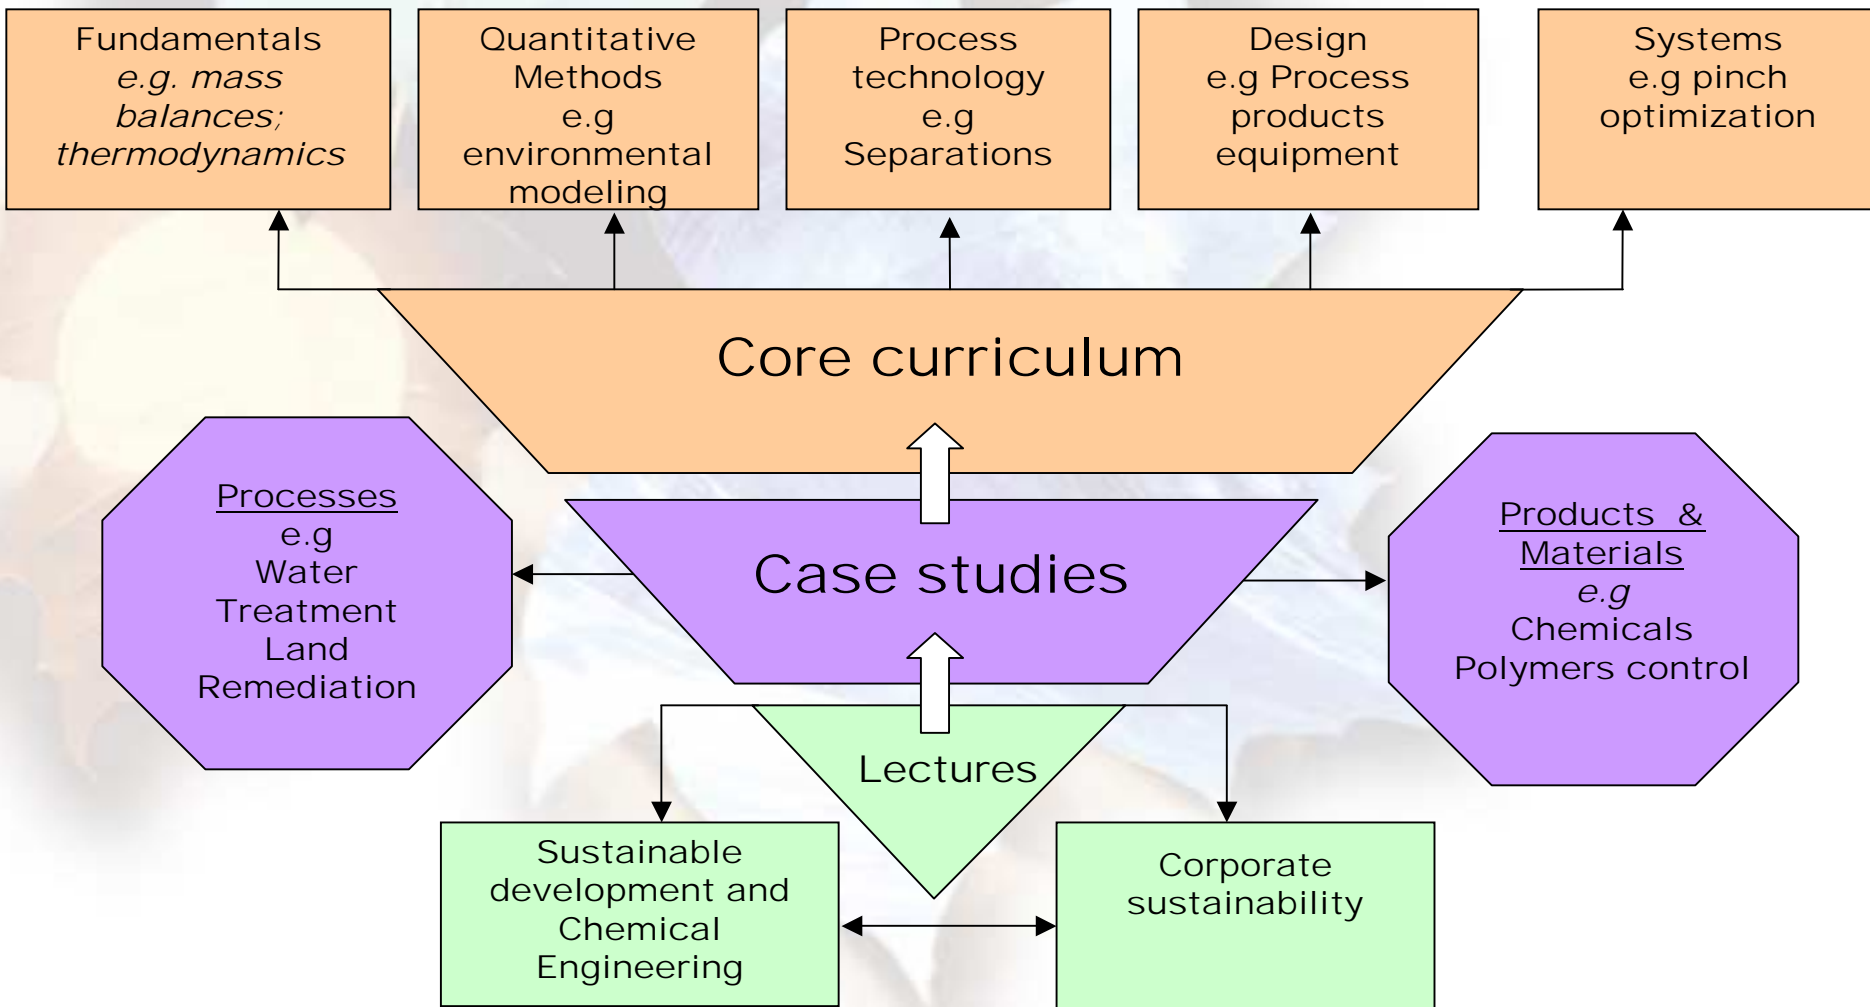 Fundamentals
e.g. mass
balances;
thermodynamics
Quantitative
Methods
e.g
environmental
modeling
Process
technology
e.g
Separations
Design
e.g Process
products
equipment
Systems
e.g pinch
optimization
Core curriculum
Processes
e.g
Water
Treatment
Land
Remediation
Case studies
Products &
Materials
e.g
Chemicals
Polymers control
Lectures
Sustainable
development and
Chemical
Engineering
Corporate
sustainability